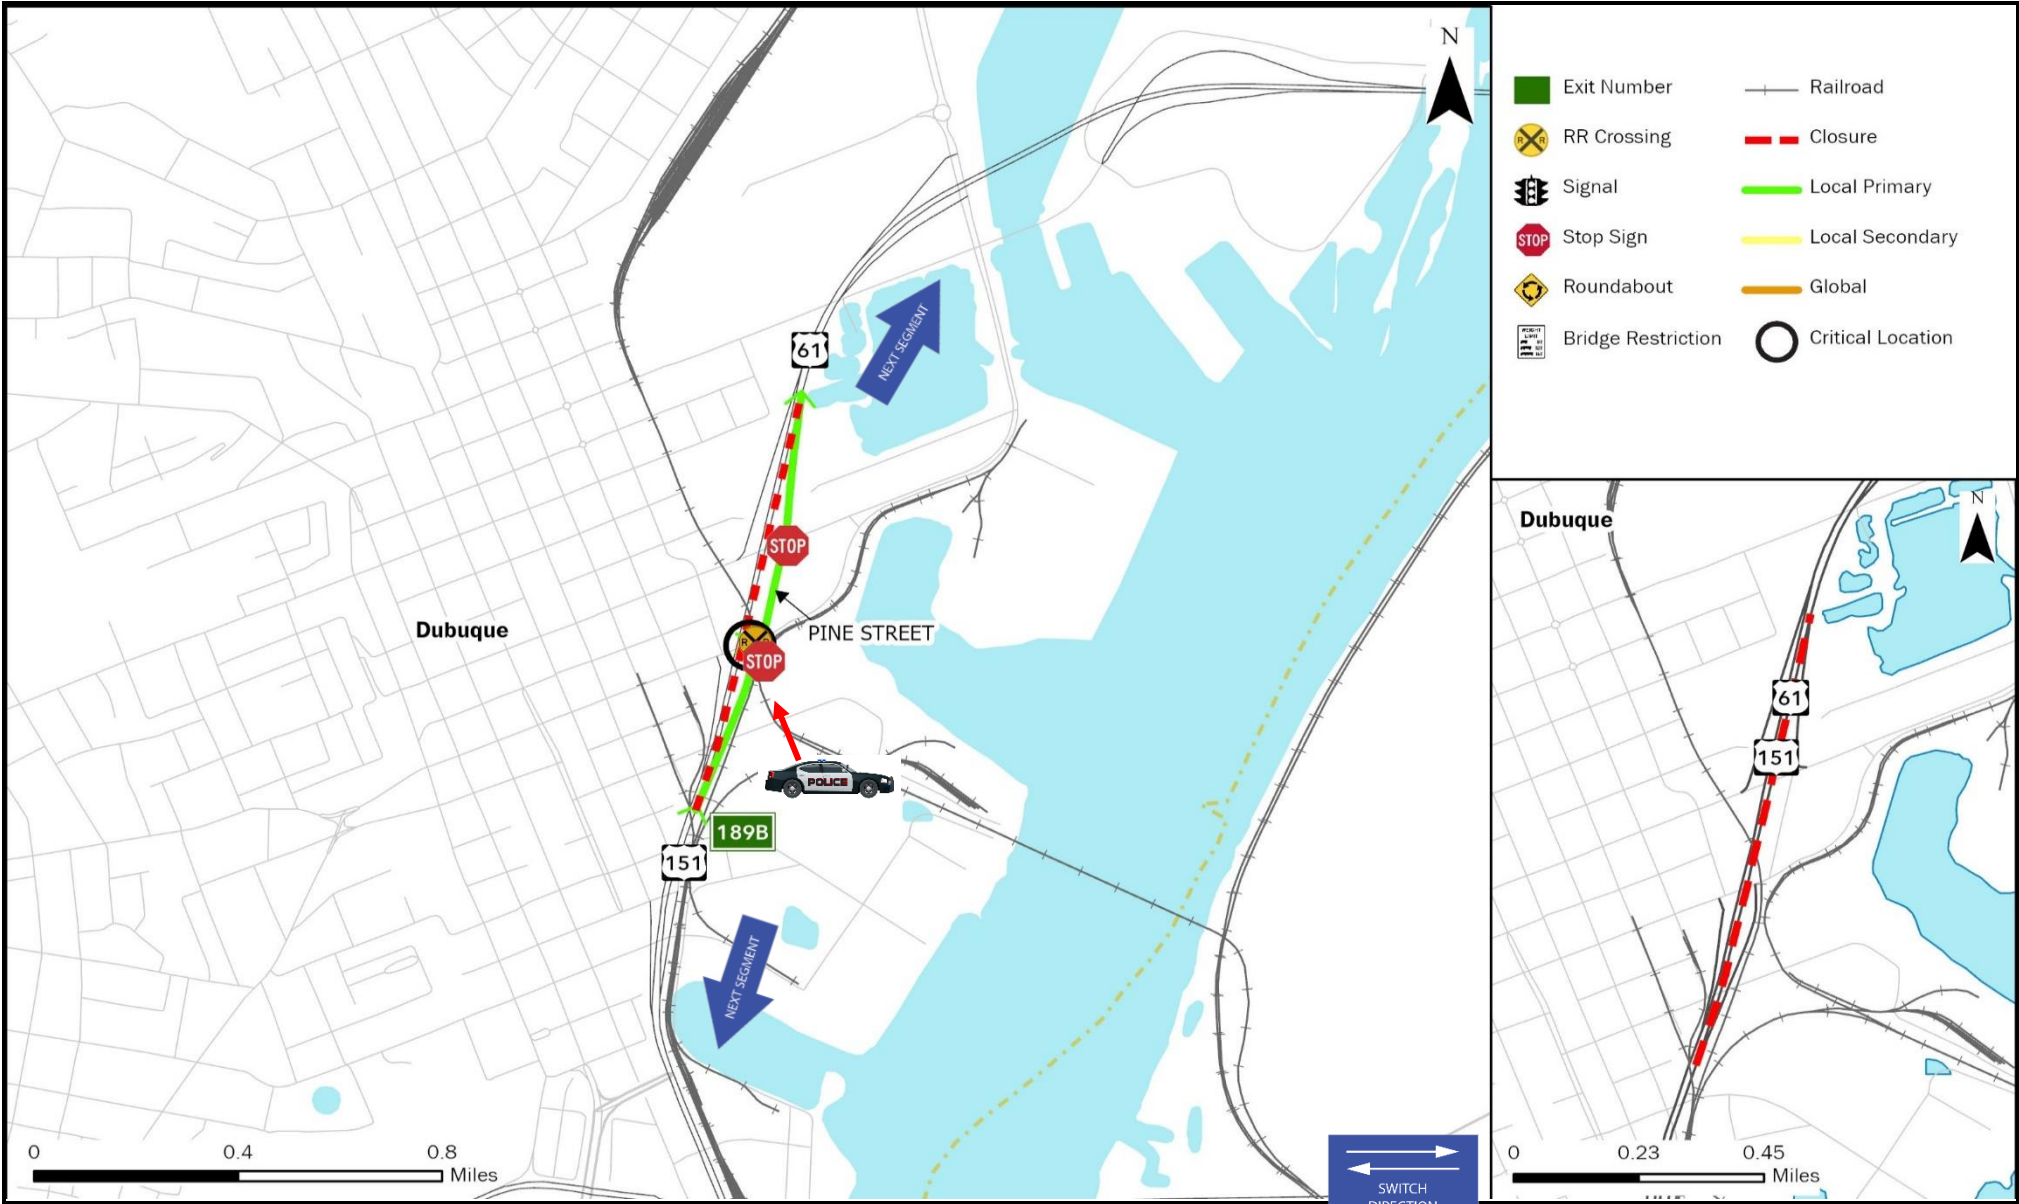 N
61
NEXT SEGMENT
STOP
PINE STREET
Dubuque
R
STOP
POLICE
189B
151
NEXT SEGMENT
0
0.4
0.8
Miles
SWITCH
Exit Number
RR Crossing
Signal
STOP
Stop Sign
Roundabout
Bridge Restriction
Railroad
Closure
Local Primary
Local Secondary
Global
Critical Location
Dubuque
N
61
151
0
0.23
0.45
Miles